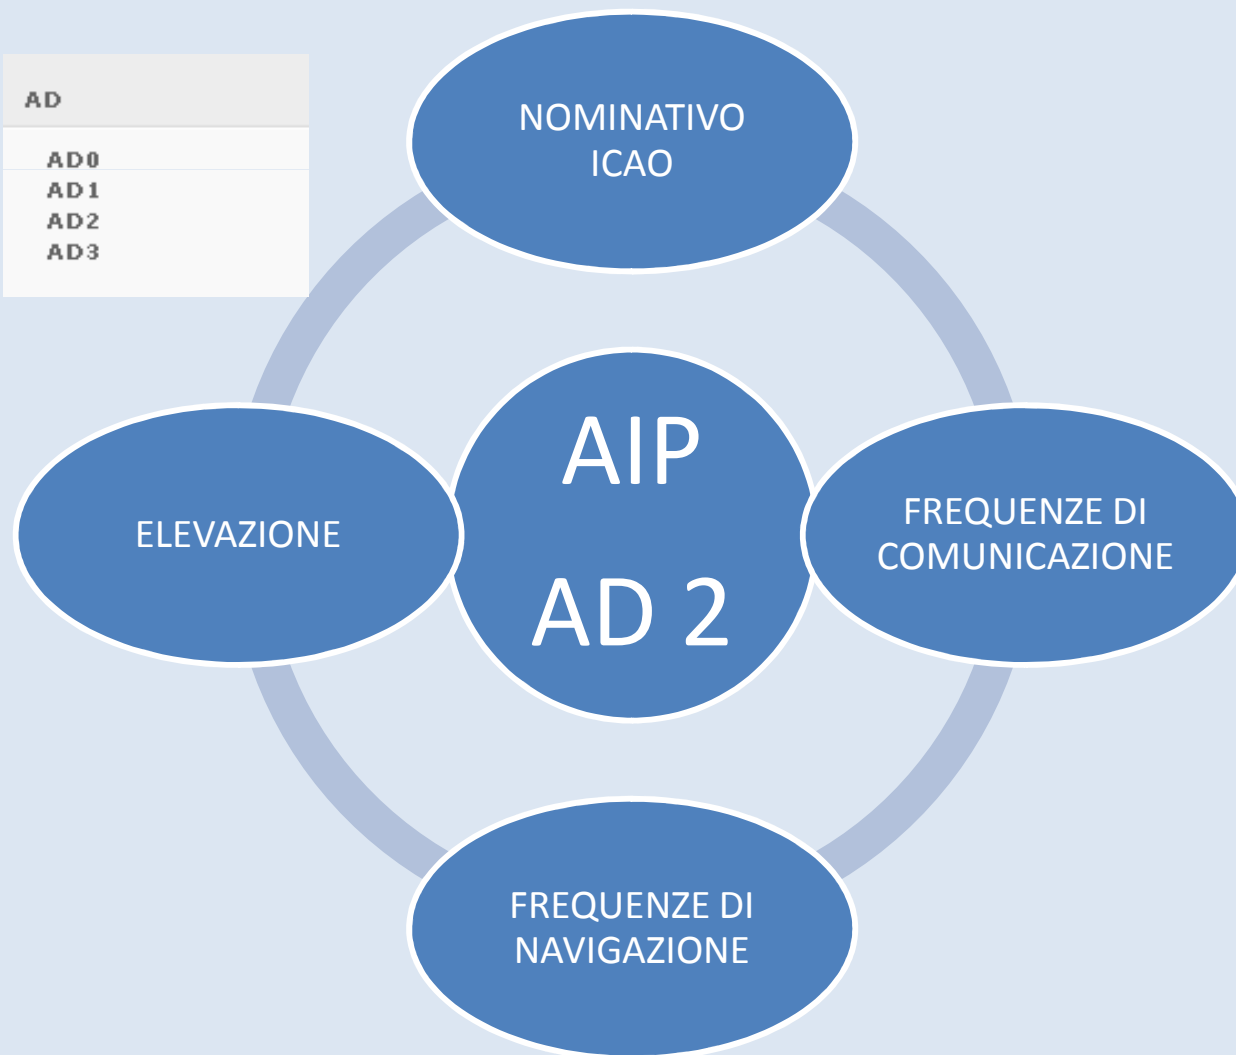 AD
AD0
AD1
AD2
AD3
NOMINATIVO
ICAO
AIP
AD 2
ELEVAZIONE
FREQUENZE DI
COMUNICAZIONE
FREQUENZE DI
NAVIGAZIONE